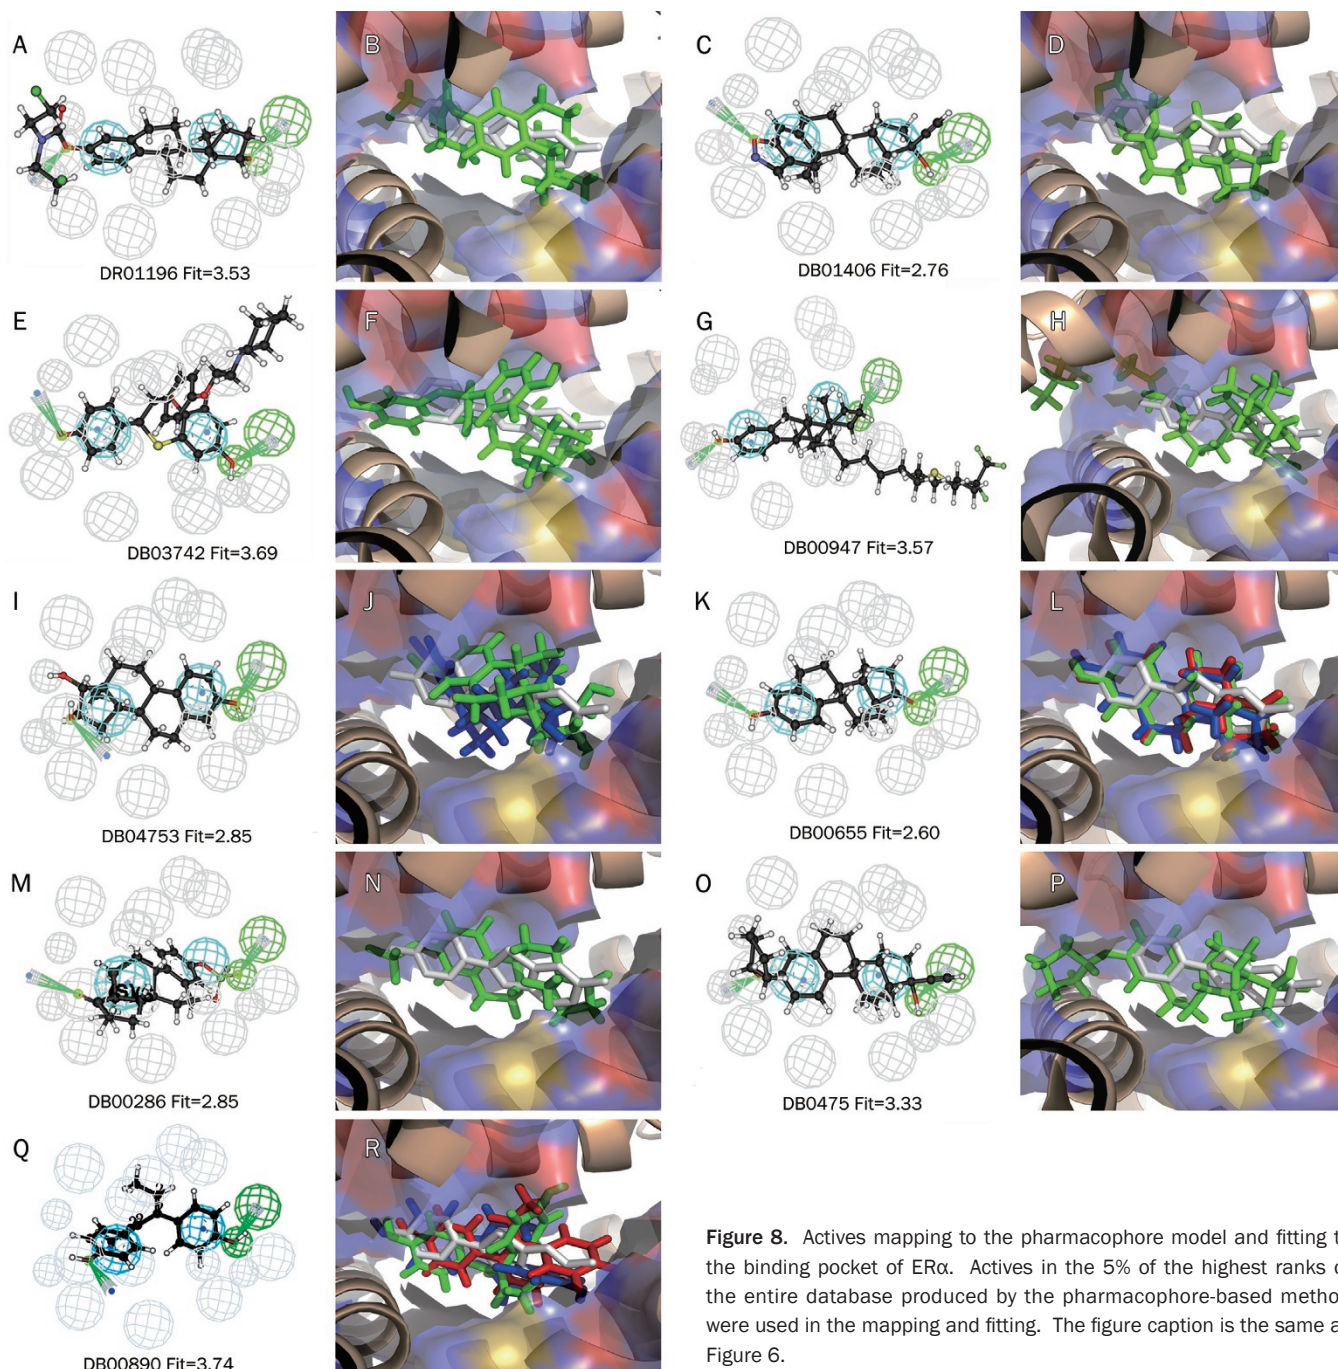 A
B
C
D
DR01196 Fit=3.53
DB01406 Fit=2.76
E
F
G
H
DB03742 Fit=3.69
DB00947 Fit=3.57
I
J
K
L
DB04753 Fit=2.85
DB00655 Fit=2.60
M
N
O
P
DB00286 Fit=2.85
DB0475 Fit=3.33
Q
R
DB00890 Fit=3.74
Figure 8. Actives mapping to the pharmacophore model and fitting
the binding pocket of ERα. Actives in the 5% of the highest ranks
the entire database produced by the pharmacophore-based
were used in the mapping and fitting. The figure caption is the same
Figure 6.